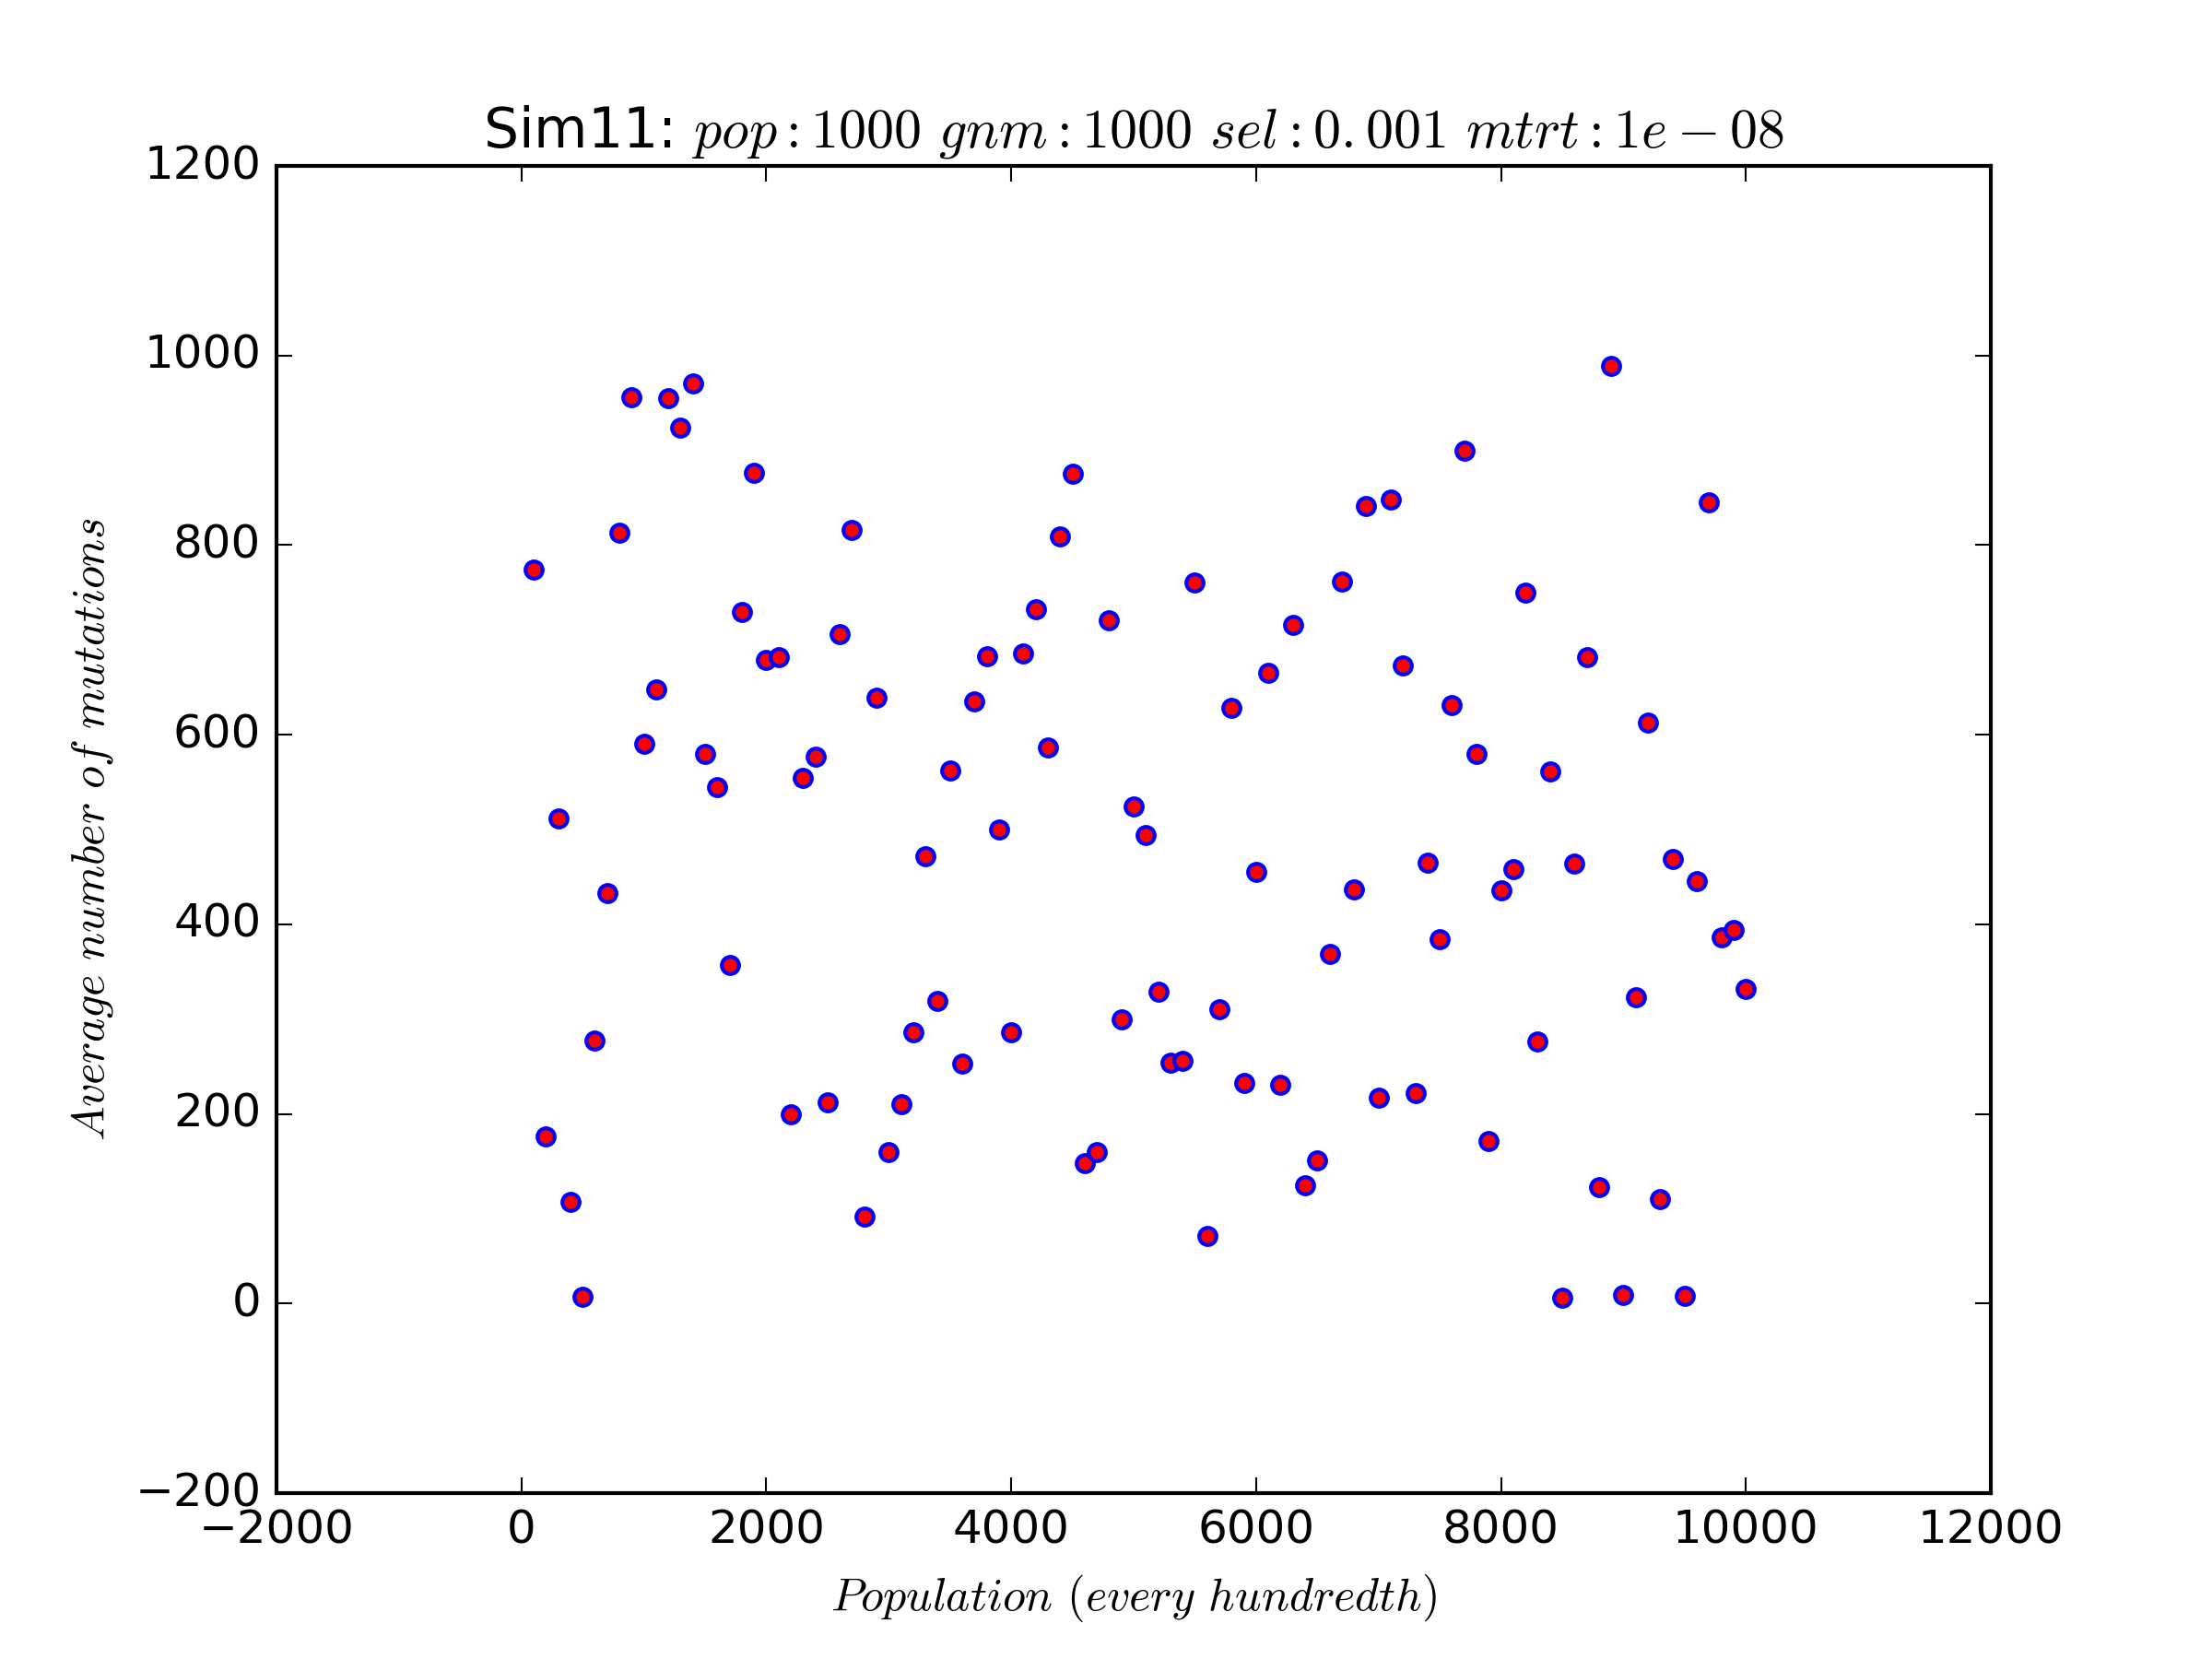 Sim11: pop : 1000 gnm : 1000 sel : 0.001 mtrt : 1e − 08
1200
1000
800
600
400
200
0
−200
Average number of mutations
−2000 0 2000 4000 6000 8000 10000 12000
Population (every hundredth)